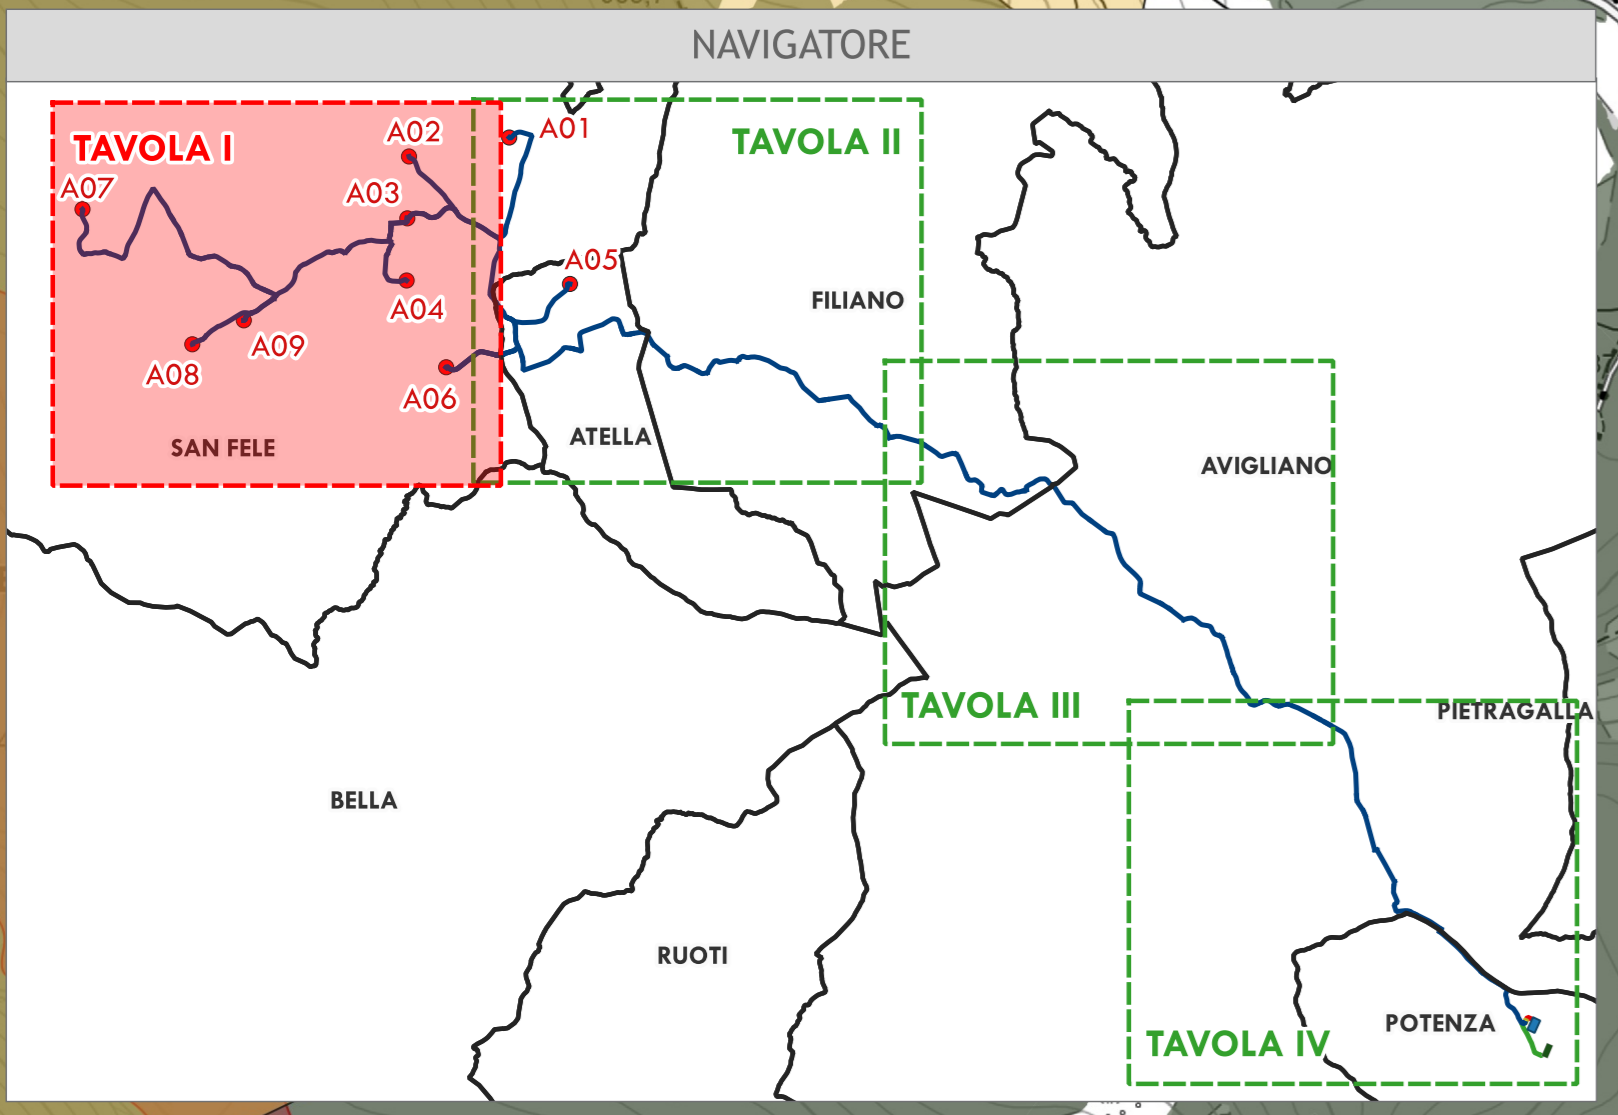 NAVIGATORE
A01
A02
TAVOLA II
TAVOLA I
A07
A03
A05
FILIANO
A04
A09
A08
A06
ATELLA
SAN FELE
AVIGLIANO
TAVOLA III
PIETRAGALLA
BELLA
RUOTI
POTENZA
TAVOLA IV